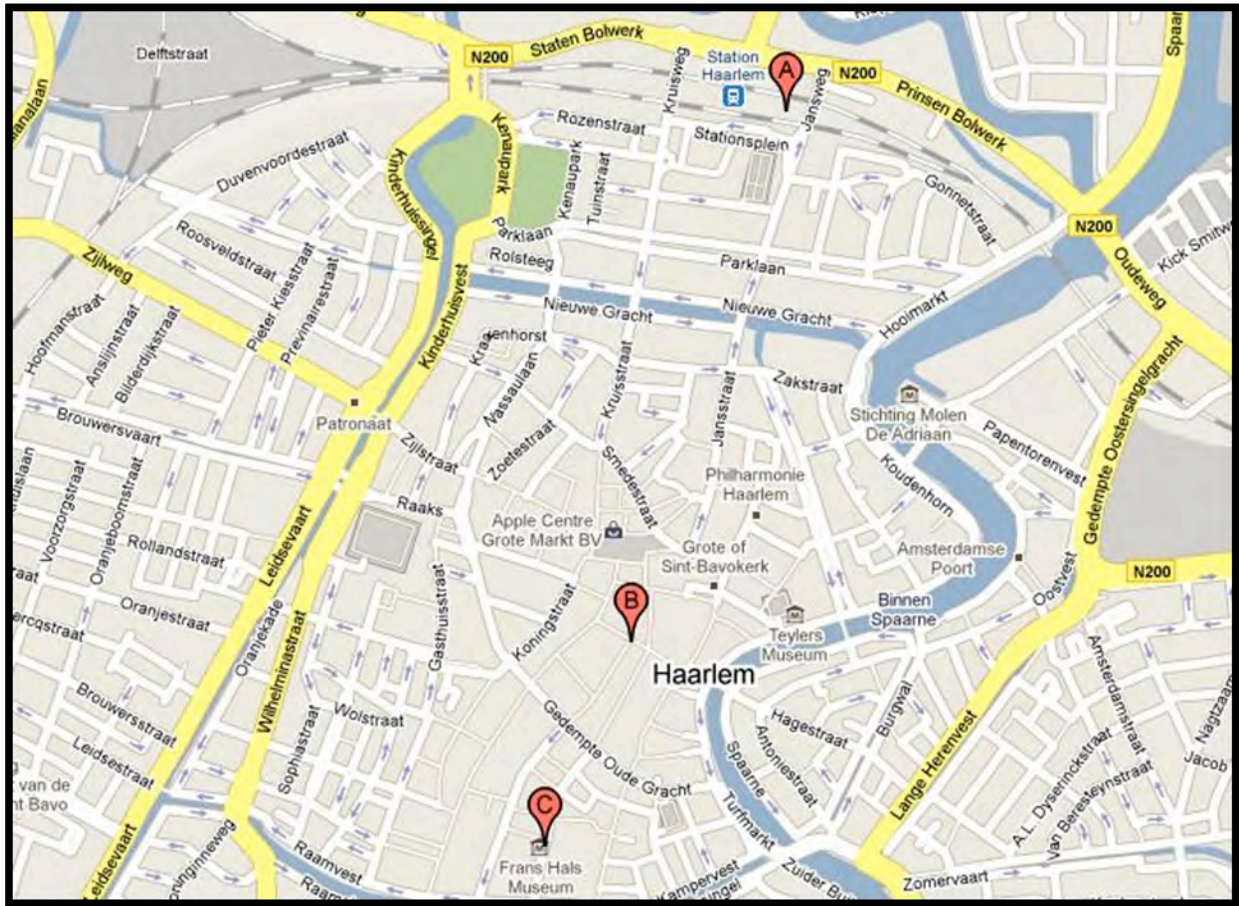 Delftstraat
N200
Staten Bolwerk
Station
Haarlem
A
N200
Prinsen Bolwerk
Kruisweg
Jansweg
Rozenstraat
Stationsplein
Kenaupark
Kenaupark
Tuinstraat
Duvenvoordestraat
Kinderhuissingel
Gonnetstraat
N200
Oudeweg
Parklaan
Parklaan
Roosveldstraat
Zijlweg
Rolsteeg
Pieter Kiesstraat
Previnairestraat
Kinderhuisvest
Nieuwe Gracht
Nieuwe Gracht
Hooimarkt
Hoofmanstraat
Anslijnstraat
Bilderdijkstraat
enhorst
Nassaulaan
Kruisstraat
Zakstraat
Jansstraat
Gedempte Oostersingelgracht
Stichting Molen
De Adriaan
Papentorenvest
Koudenhorn
Patronaat
Brouwersvaart
Zijlstraat
Zoetestraat
Smedestraat
Philharmonie
Haarlem
Raaks
Voorzorgstraat
Oranjeboomstraat
Leidsevaart
Apple Centre
Grote Markt BV
Grote of
Sint-Bavokerk
Amsterdamse
Poort
Oostvest
N200
Rollandstraat
Oranjestraat
Oranjekade
Wilhelminastraat
Gasthuisstraat
Koningstraat
B
Teylers
Museum
Binnen
Spaarne
Haarlem
Amsterdamstraat
Burgwal
Hagestraat
Antoniestraat
Brouwersstraat
Leidsestraat
Wolstraat
Sophiastraat
Gedempte Oude Gracht
Spaarne
Turfmarkt
Lange Herenvest
A.L. Dyserinckstraat
Van Beresteynstraat
Jacob
C
Frans Hals
Museum
Raamvest
Leidsevaart
Kampervest
Zomervaart